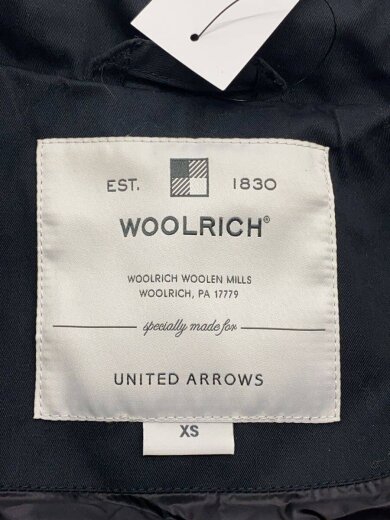 EST. 1830
WOOLRICH®
WOOLRICH WOOLEN MILLS
WOOLRICH, PA 17779
specially made for
UNITED ARROWS
XS